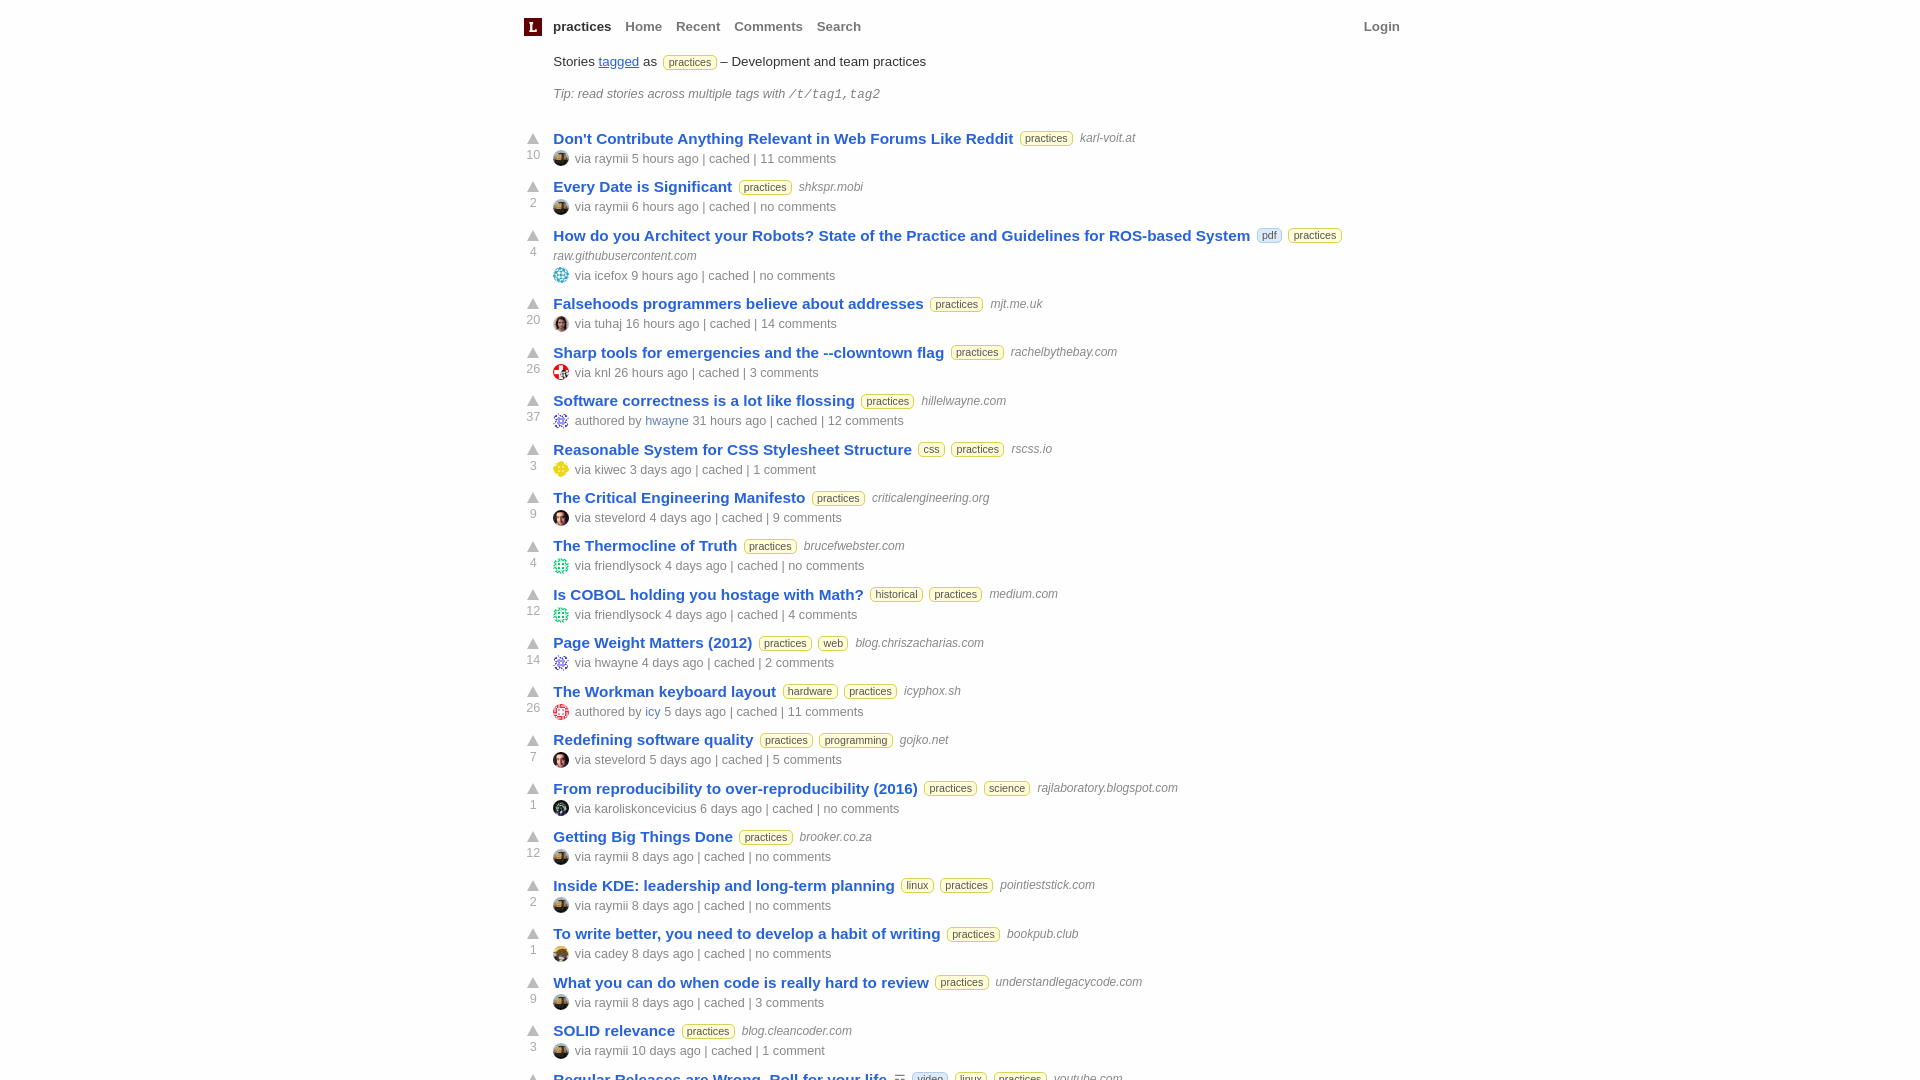 L practices Home Recent Comments Search Login
Stories tagged as practices – Development and team practices
Tip: read stories across multiple tags with /t/tag1,tag2
Don't Contribute Anything Relevant in Web Forums Like Reddit practices karl-voit.at
10 via raymii 5 hours ago | cached | 11 comments
Every Date is Significant practices shkspr.mobi
2 via raymii 6 hours ago | cached | no comments
How do you Architect your Robots? State of the Practice and Guidelines for ROS-based System pdf practices
4 raw.githubusercontent.com
via icefox 9 hours ago | cached | no comments
Falsehoods programmers believe about addresses practices mjt.me.uk
20 via tuhaj 16 hours ago | cached | 14 comments
Sharp tools for emergencies and the --clowntown flag practices rachelbythebay.com
26 via knl 26 hours ago | cached | 3 comments
Software correctness is a lot like flossing practices hillelwayne.com
37 authored by hwayne 31 hours ago | cached | 12 comments
Reasonable System for CSS Stylesheet Structure css practices rscss.io
3 via kiwec 3 days ago | cached | 1 comment
The Critical Engineering Manifesto practices criticalengineering.org
9 via stevelord 4 days ago | cached | 9 comments
The Thermocline of Truth practices brucefwebster.com
4 via friendlysock 4 days ago | cached | no comments
Is COBOL holding you hostage with Math? historical practices medium.com
12 via friendlysock 4 days ago | cached | 4 comments
Page Weight Matters (2012) practices web blog.chriszacharias.com
14 via hwayne 4 days ago | cached | 2 comments
The Workman keyboard layout hardware practices icyphox.sh
26 authored by icy 5 days ago | cached | 11 comments
Redefining software quality practices programming gojko.net
7 via stevelord 5 days ago | cached | 5 comments
From reproducibility to over-reproducibility (2016) practices science rajlaboratory.blogspot.com
1 via karoliskoncevicius 6 days ago | cached | no comments
Getting Big Things Done practices brooker.co.za
12 via raymii 8 days ago | cached | no comments
Inside KDE: leadership and long-term planning linux practices pointieststick.com
2 via raymii 8 days ago | cached | no comments
To write better, you need to develop a habit of writing practices bookpub.club
1 via cadey 8 days ago | cached | no comments
What you can do when code is really hard to review practices understandlegacycode.com
9 via raymii 8 days ago | cached | 3 comments
SOLID relevance practices blog.cleancoder.com
3 via raymii 10 days ago | cached | 1 comment
Regular Releases are Wrong, Roll for your life video linux practices youtube.com